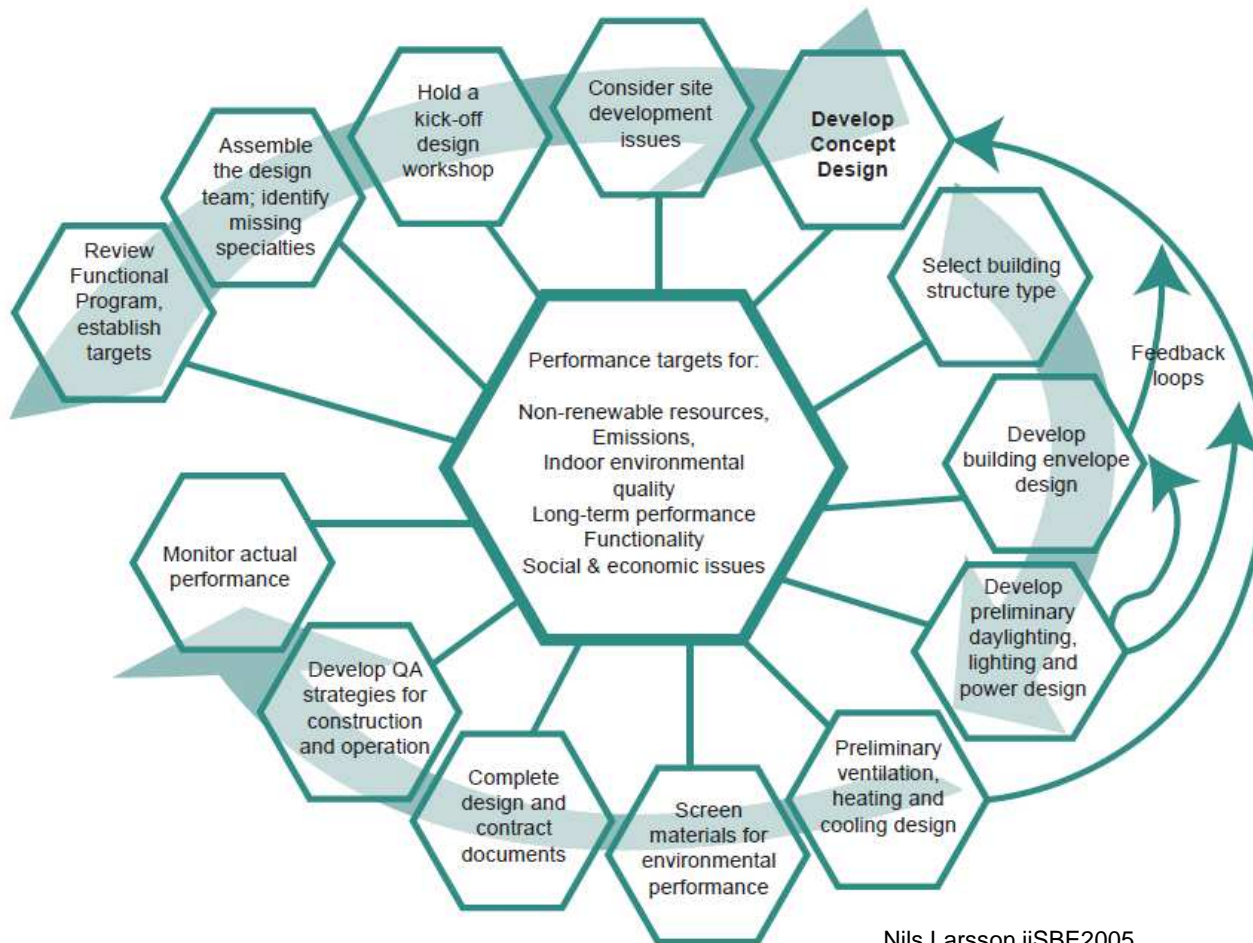 Review
Functional
Program,
establish
targets
Assemble
the design
team; identify
missing
specialties
Hold a
kick-off
design
workshop
Consider site
development
issues
Develop
Concept
Design
Select building
structure type
Feedback
loops
Develop
building envelope
design
Develop
preliminary
daylighting,
lighting and
power design
Preliminary
ventilation,
heating and
cooling design
Screen
materials for
environmental
performance
Complete
design and
contract
documents
Develop QA
strategies for
construction
and operation
Monitor actual
performance
Performance targets for:
Non-renewable resources,
Emissions,
Indoor environmental
quality
Long-term performance
Functionality
Social & economic issues
Nils Larsson iiSBE2005